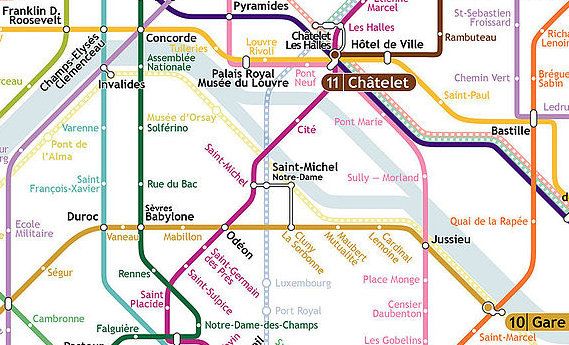 Etienne
Marcel
Franklin D.
Roosevelt
Pyramides
Les Halles
St-Sebastien
Froissard
Richard
Lenoir
Champs-Elysés
Clemenceau
Concorde
Tuileries
Louvre
Rivoli
Châtelet
Les Halles
Hôtel de Ville
Rambuteau
Assemblée
Nationale
Palais Royal
Musée du Louvre
Pont
Neuf
11 Châtelet
Chemin Vert
Bréguet
Sabin
Invalides
Saint-Paul
Ledru
Musée d'Orsay
Varenne
Solférino
Cité
Pont Marie
Bastille
Pont de
l'Alma
Saint-Michel
Saint-Michel
Notre-Dame
Sully — Morland
Saint
François-Xavier
Rue du Bac
Duroc
Sèvres
Babylone
Quai de la Rapée
Ecole
Militaire
Vaneau
Mabillon
Odéon
Cluny
La Sorbonne
Maubert
Mutualité
Cardinal
Lemoine
Jussieu
Ségur
Rennes
Saint-Germain
des Prés
Saint-Sulpice
Luxembourg
Place Monge
Saint
Placide
Port Royal
Censier
Daubenton
Cambronne
Falguière
Notre-Dame-des-Champs
Les Gobelins
10 Gare
Saint-Marcel